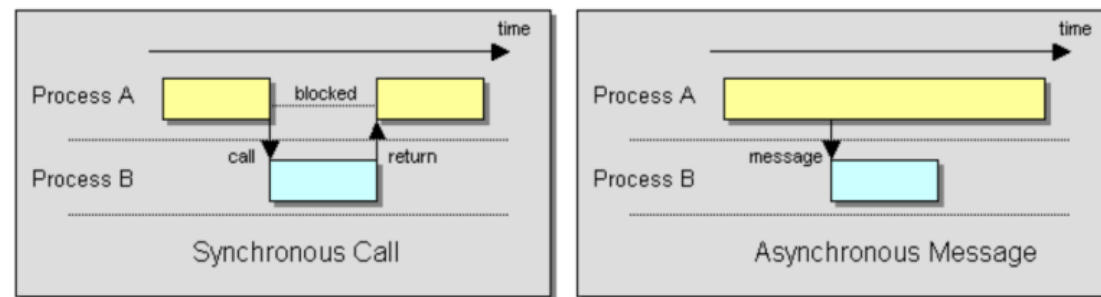 time
Process A
blocked
call
return
Process B
Synchronous Call
time
Process A
message
Process B
Asynchronous Message